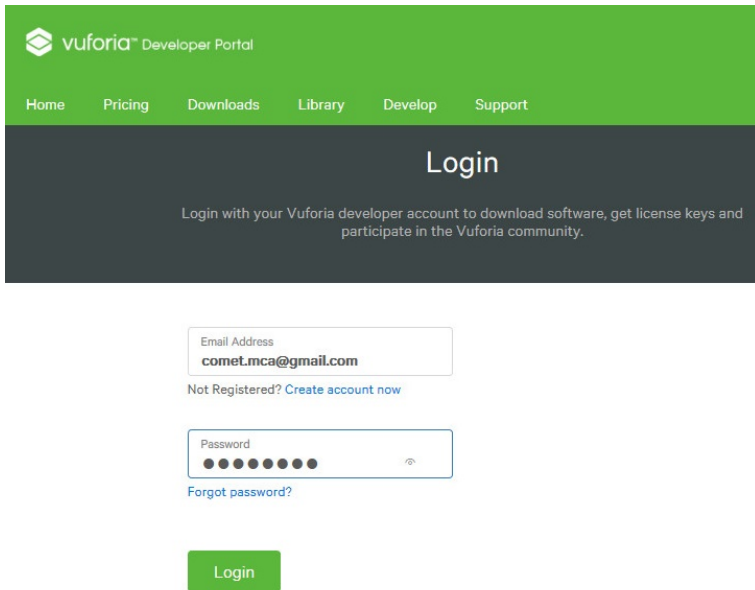 vuforia™ Developer Portal
Home Pricing Downloads Library Develop Support
Login
Login with your Vuforia developer account to download software, get license keys and
participate in the Vuforia community.
Email Address
comet.mca@gmail.com
Not Registered? Create account now
Password
●●●●●●●●
Forgot password?
Login